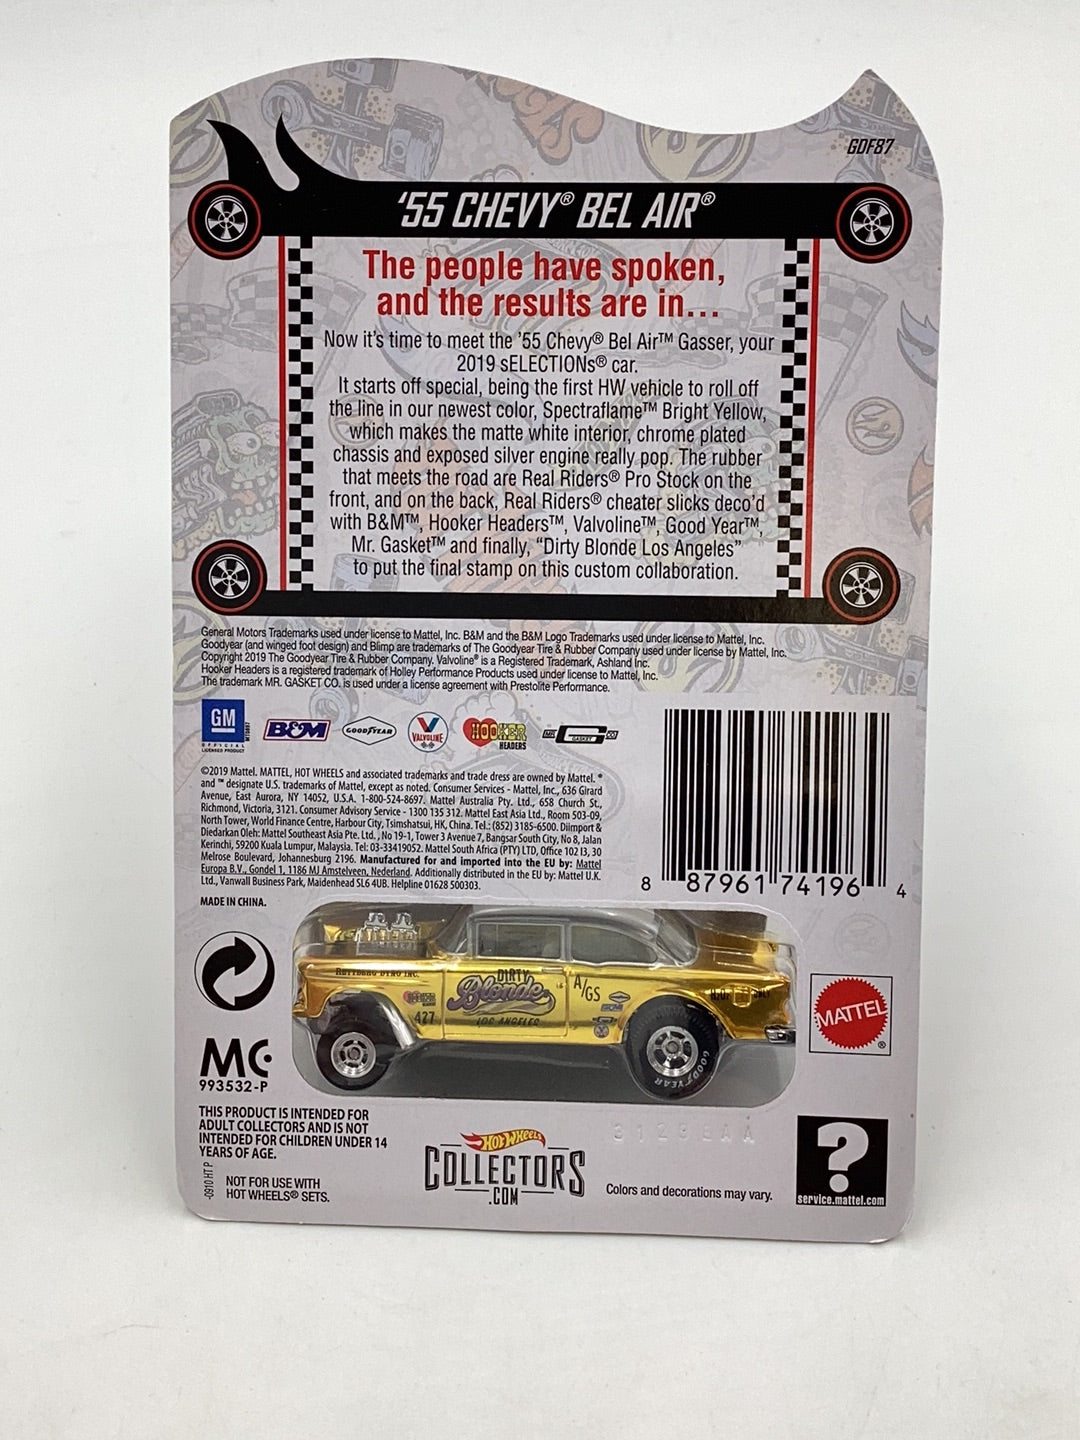 GDF87
'55 CHEVY® BEL AIR®
The people have spoken,
and the results are in...
Now it's time to meet the '55 Chevy® Bel Air™ Gasser, your
2019 sELECTIONs® car.
It starts off special, being the first HW vehicle to roll off
the line in our newest color, Spectraflame™ Bright Yellow,
which makes the matte white interior, chrome plated
chassis and exposed silver engine really pop. The rubber
that meets the road are Real Riders® Pro Stock on the
front, and on the back, Real Riders® cheater slicks deco'd
with B&M™, Hooker Headers™, Valvoline™, Good Year™,
Mr. Gasket™ and finally, "Dirty Blonde Los Angeles"
to put the final stamp on this custom collaboration.
General Motors Trademarks used under license to Mattel, Inc. B&M and the B&M Logo Trademarks used under license to Mattel, Inc.
Goodyear (and winged foot design) and Blimp are trademarks of The Goodyear Tire & Rubber Company used under license by Mattel, Inc.
Copyright 2019 The Goodyear Tire & Rubber Company. Valvoline® is a Registered Trademark, Ashland Inc.
Hooker Headers is a registered trademark of Holley Performance Products used under license to Mattel, Inc.
The trademark MR. GASKET CO. is used under a license agreement with Prestolite Performance.
GM
OFFICIAL
LICENSED PRODUCT
B&M
GOODYEAR
VALVOLINE
HOOKER
HEADERS
MR. GASKET CO
©2019 Mattel. MATTEL, HOT WHEELS and associated trademarks and trade dress are owned by Mattel. ®
and ™ designate U.S. trademarks of Mattel, except as noted. Consumer Services - Mattel, Inc., 636 Girard
Avenue, East Aurora, NY 14052, U.S.A. 1-800-524-8697. Mattel Australia Pty. Ltd., 658 Church St.,
Richmond, Victoria, 3121. Consumer Advisory Service - 1300 135 312. Mattel East Asia Ltd., Room 503-09,
North Tower, World Finance Centre, Harbour City, Tsimshatsui, HK, China. Tel.: (852) 3185-6500. Diimport &
Diedarkan Oleh: Mattel Southeast Asia Pte. Ltd., No 19-1, Tower 3 Avenue 7, Bangsar South City, No 8, Jalan
Kerinchi, 59200 Kuala Lumpur, Malaysia. Tel: 03-33419052. Mattel South Africa (PTY) LTD, Office 102 I3, 30
Melrose Boulevard, Johannesburg 2196. Manufactured for and imported into the EU by: Mattel
Europa B.V., Gondel 1, 1186 MJ Amstelveen, Nederland. Additionally distributed in the EU by: Mattel U.K.
Ltd., Vanwall Business Park, Maidenhead SL6 4UB. Helpline 01628 500303.
MADE IN CHINA.
8 87961 74196 4
DIRTY
Blonde
LOS ANGELES
A/GS
427
GOODYEAR
MATTEL®
MC
993532-P
THIS PRODUCT IS INTENDED FOR
ADULT COLLECTORS AND IS NOT
INTENDED FOR CHILDREN UNDER 14
YEARS OF AGE.
-0910 HT P
NOT FOR USE WITH
HOT WHEELS® SETS.
HOT WHEELS
COLLECTORS
.COM
Colors and decorations may vary.
?
service.mattel.com